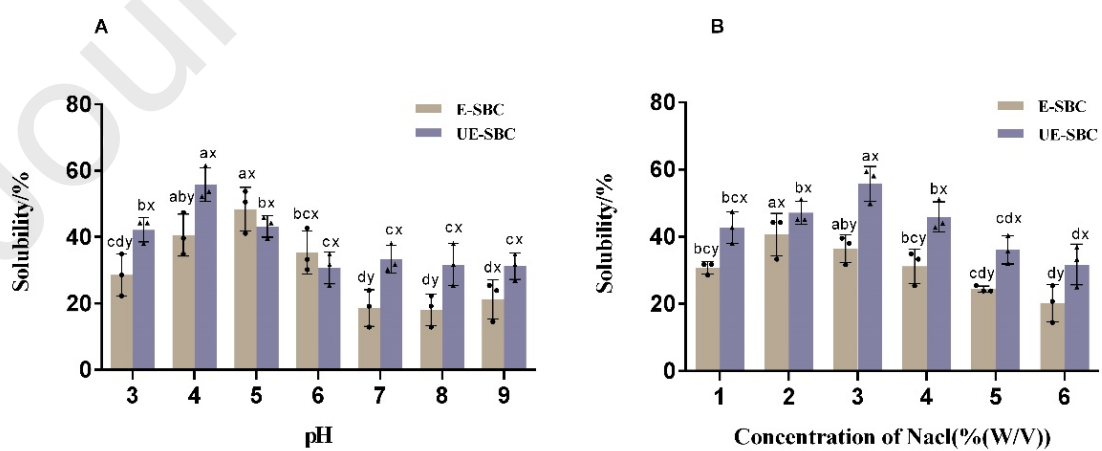 A
Solubility/%
80
60
40
20
0
E-SBC
UE-SBC
cdy bx aby ax ax bx bcx cx dy cx dy cx dx cx
3 4 5 6 7 8 9
pH
B
Solubility/%
80
60
40
20
0
E-SBC
UE-SBC
bcy bcx ax bx aby ax bcy bx cdy cdx dy dx
1 2 3 4 5 6
Concentration of Nacl(%(W/V))